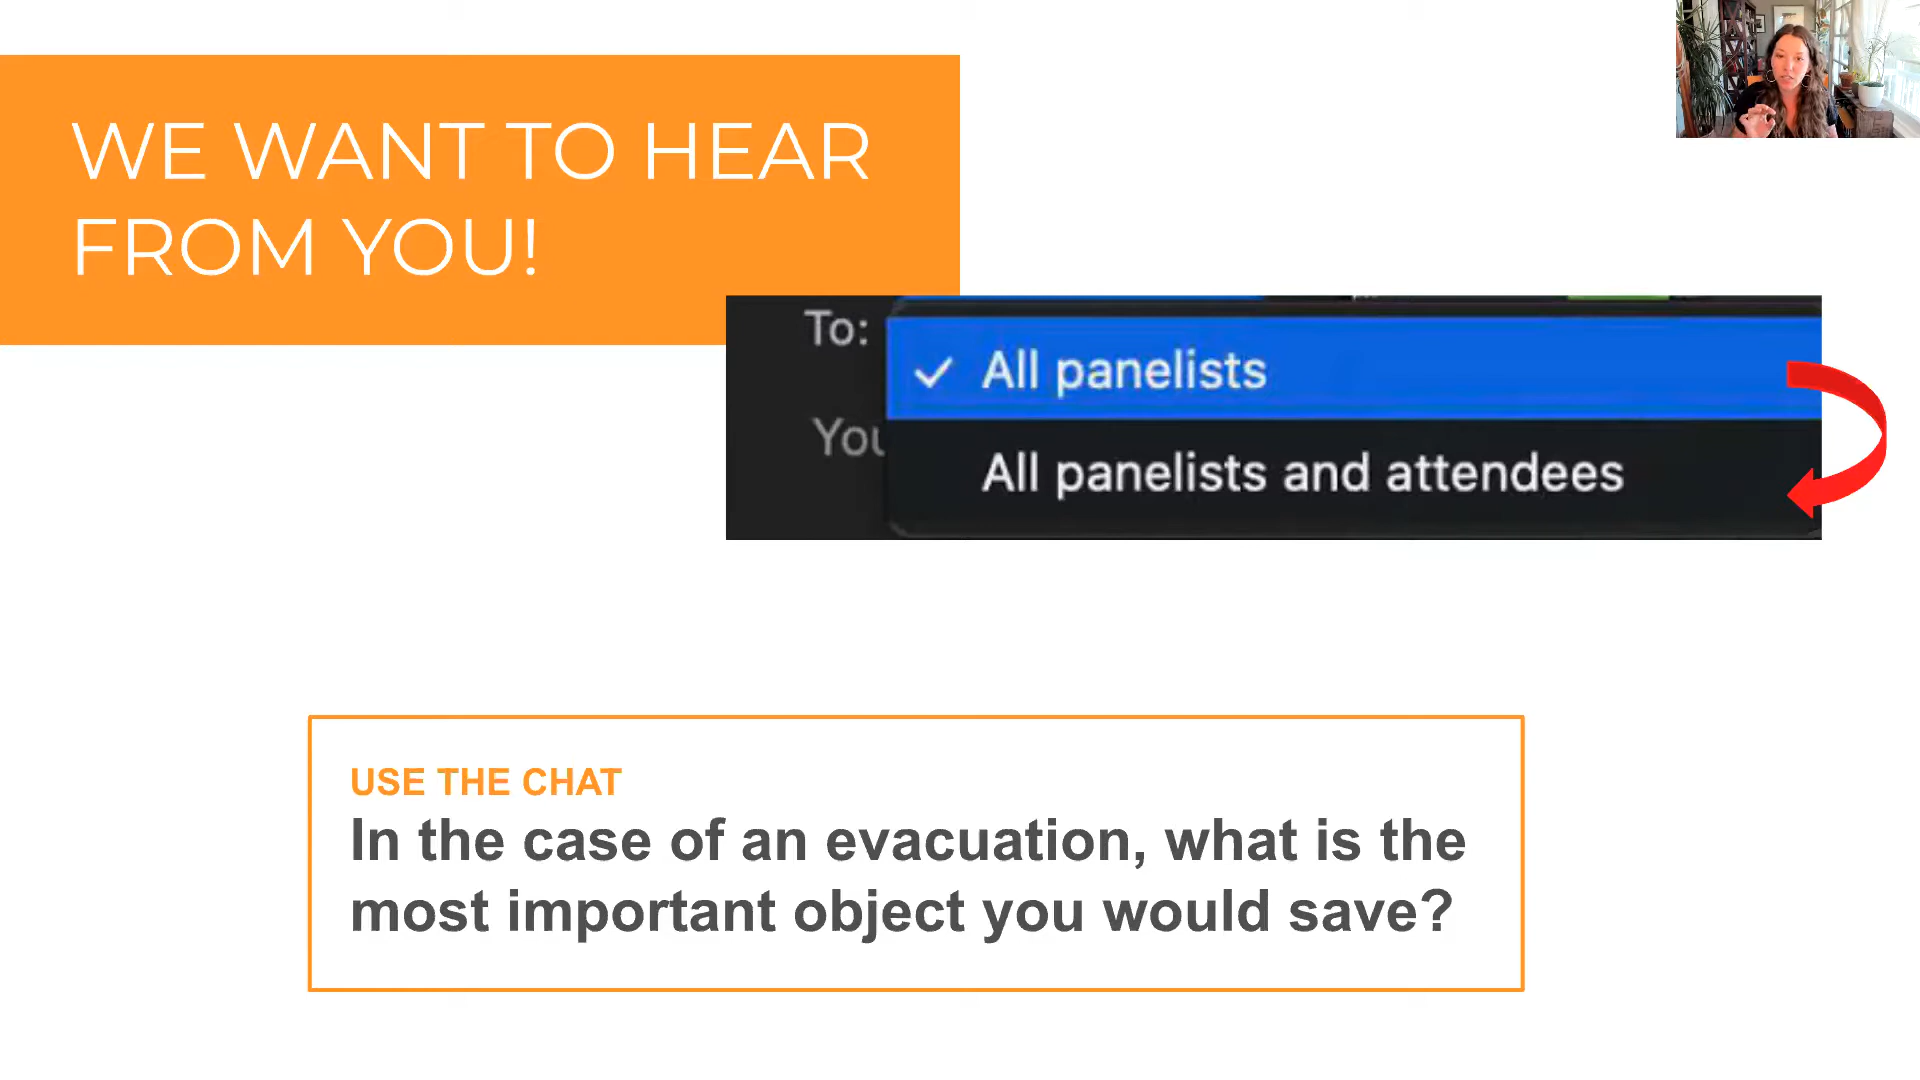 WE WANT TO HEAR
FROM YOU!
To:
All panelists
You
All panelists and attendees
USE THE CHAT
In the case of an evacuation, what is the
most important object you would save?